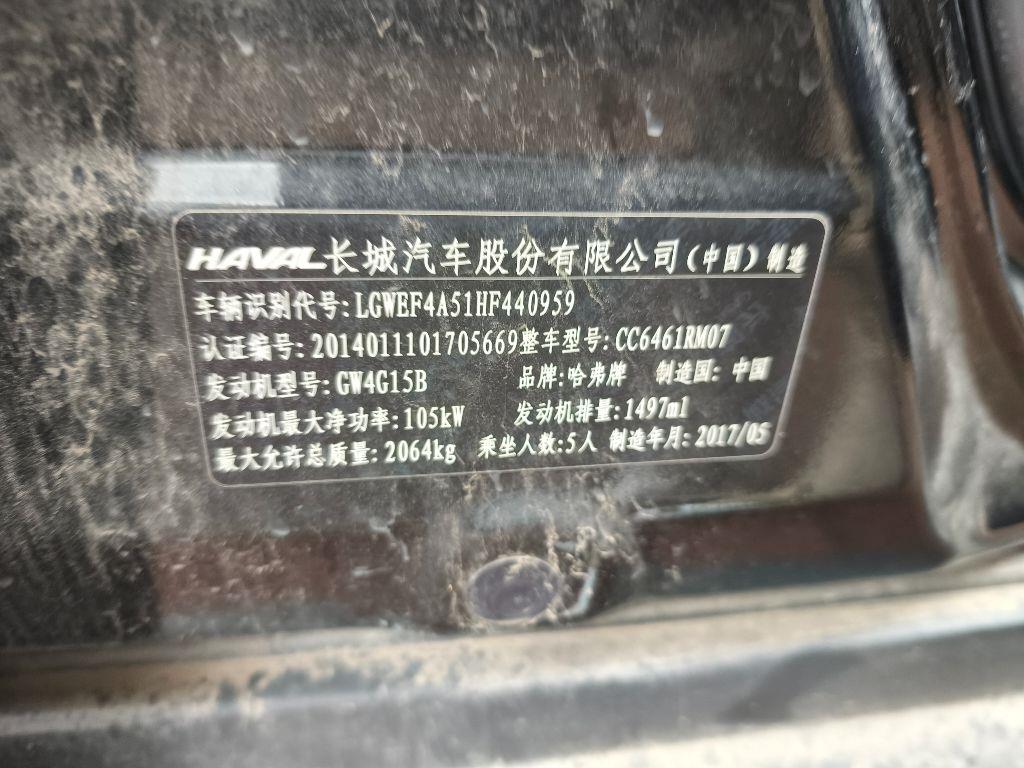 HAVAL长城汽车股份有限公司(中国)制造
车辆识别代号:LGWEF4A51HF440959
认证编号:2014011101705669整车型号:CC6461RM07
发动机型号:GW4G15B 品牌:哈弗牌 制造国:中国
发动机最大净功率:105kW 发动机排量:1497ml
最大允许总质量:2064kg 乘坐人数:5人 制造年月:2017/05